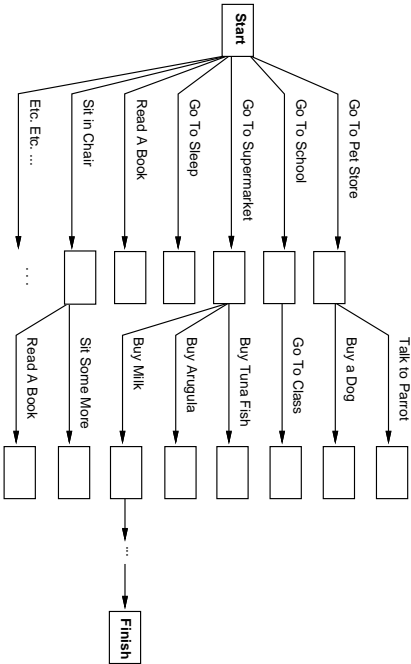 Start
Go To Pet Store
Go To School
Go To Supermarket
Go To Sleep
Read A Book
Sit in Chair
Etc. Etc. ...
. . .
Talk to Parrot
Buy a Dog
Go To Class
Buy Tuna Fish
Buy Arugula
Buy Milk
Sit Some More
Read A Book
...
Finish